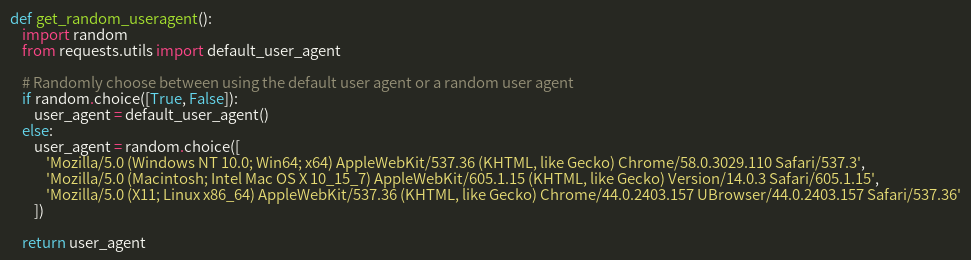 def get_random_useragent():
    import random
    from requests.utils import default_user_agent

    # Randomly choose between using the default user agent or a random user agent
    if random.choice([True, False]):
        user_agent = default_user_agent()
    else:
        user_agent = random.choice([
            'Mozilla/5.0 (Windows NT 10.0; Win64; x64) AppleWebKit/537.36 (KHTML, like Gecko) Chrome/58.0.3029.110 Safari/537.3',
            'Mozilla/5.0 (Macintosh; Intel Mac OS X 10_15_7) AppleWebKit/605.1.15 (KHTML, like Gecko) Version/14.0.3 Safari/605.1.15',
            'Mozilla/5.0 (X11; Linux x86_64) AppleWebKit/537.36 (KHTML, like Gecko) Chrome/44.0.2403.157 UBrowser/44.0.2403.157 Safari/537.36'
        ])

    return user_agent